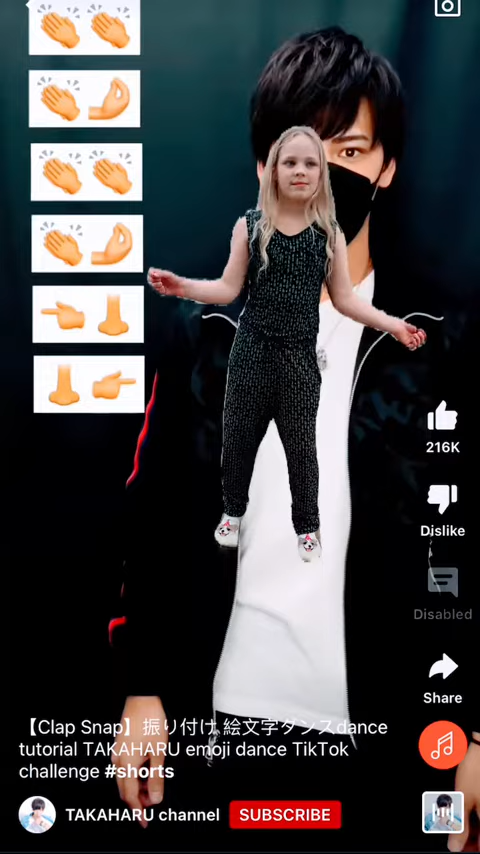 216K
Dislike
Disabled
Share
【Clap Snap】振り付け 絵文字ダンスdance
tutorial TAKAHARU emoji dance TikTok
challenge #shorts
TAKAHARU channel
SUBSCRIBE